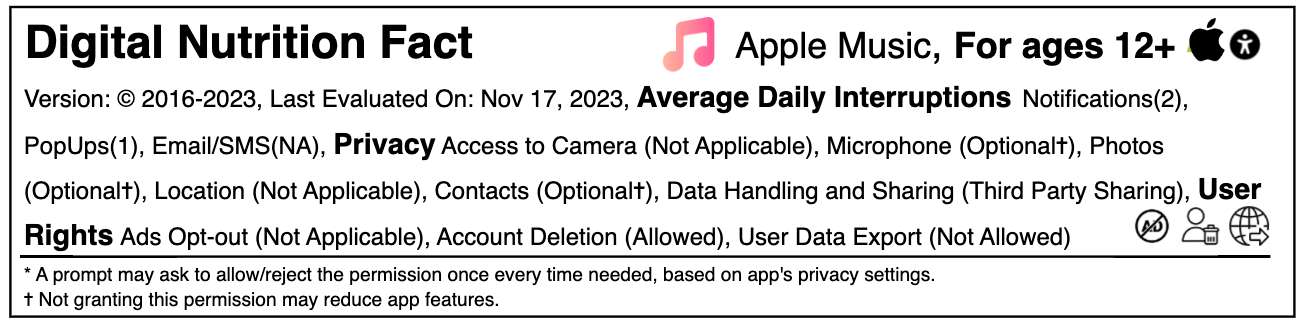 Digital Nutrition Fact Apple Music, For ages 12+
Version: © 2016-2023, Last Evaluated On: Nov 17, 2023, Average Daily Interruptions Notifications(2),
PopUps(1), Email/SMS(NA), Privacy Access to Camera (Not Applicable), Microphone (Optional†), Photos
(Optional†), Location (Not Applicable), Contacts (Optional†), Data Handling and Sharing (Third Party Sharing), User
Rights Ads Opt-out (Not Applicable), Account Deletion (Allowed), User Data Export (Not Allowed) AD
* A prompt may ask to allow/reject the permission once every time needed, based on app's privacy settings.
† Not granting this permission may reduce app features.